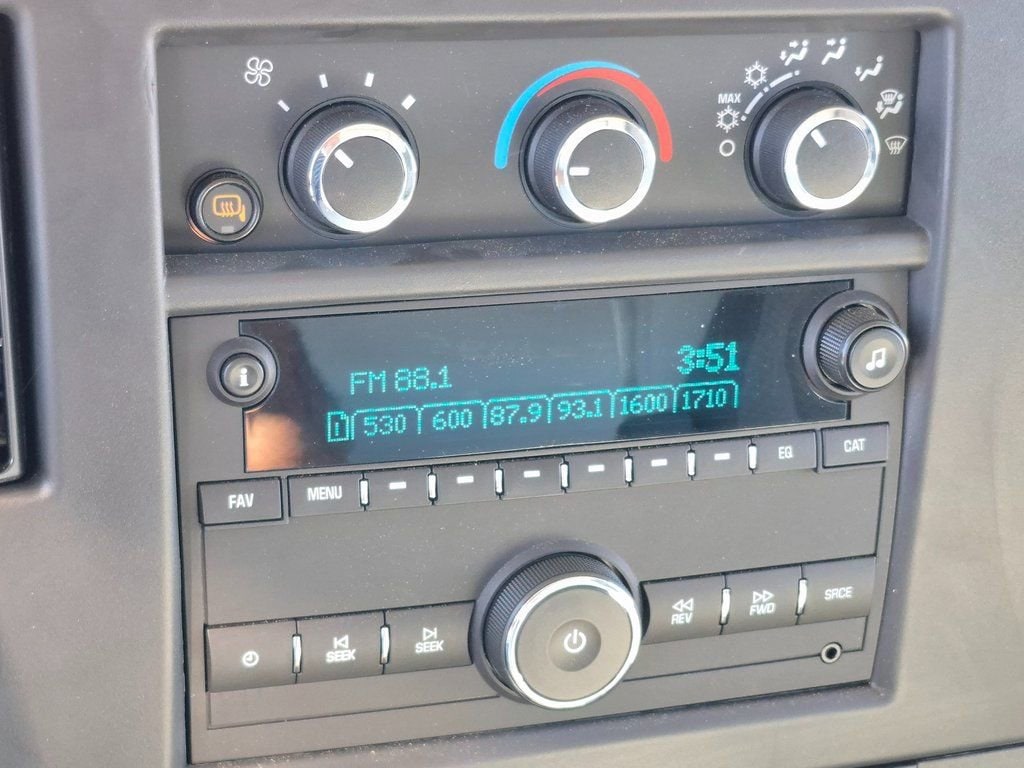 MAX
i
FM 88.1
3:51
1 530 600 87.9 93.1 1600 1710
FAV
MENU
EQ
CAT
SEEK
SEEK
REV
FWD
SRCE